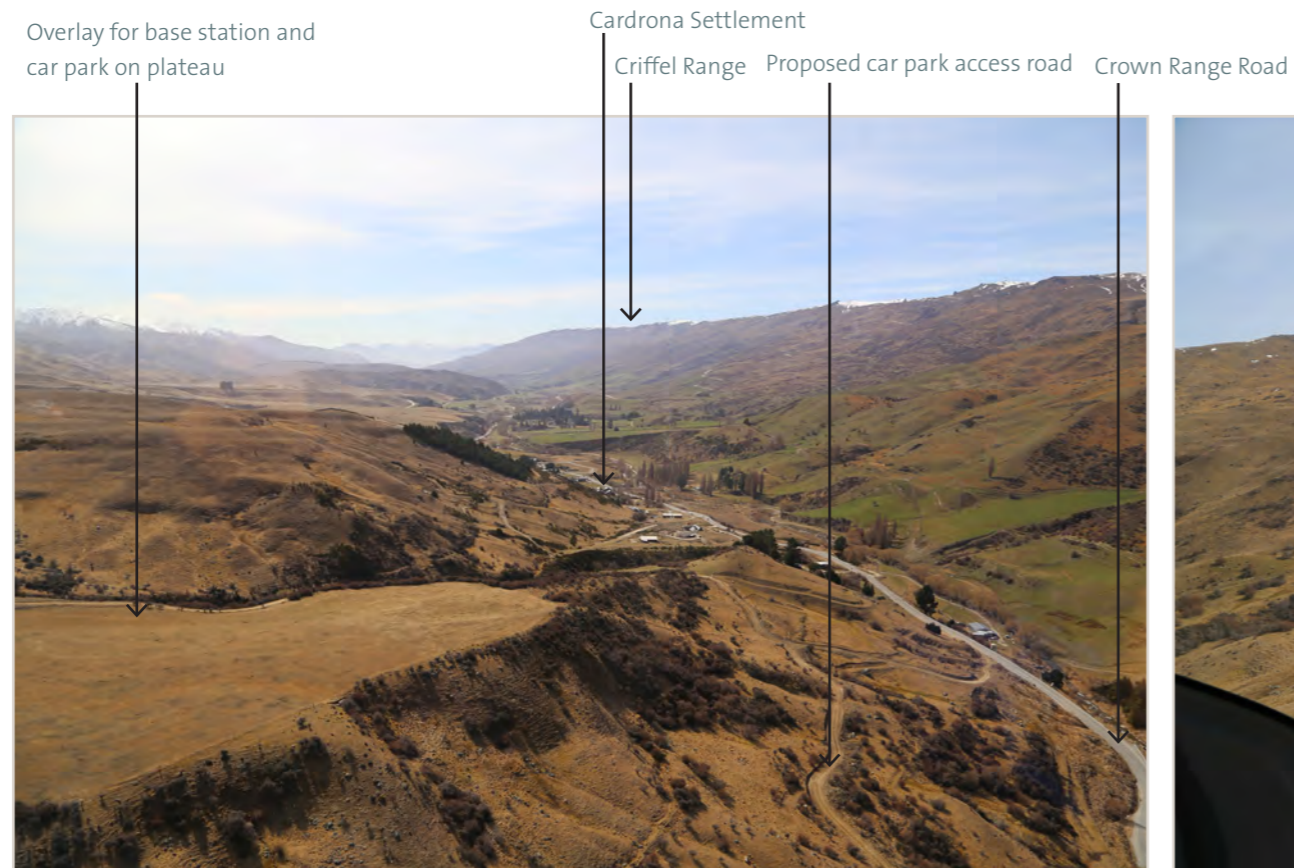 Overlay for base station and
car park on plateau
Cardrona Settlement
Criffel Range
Proposed car park access road
Crown Range Road